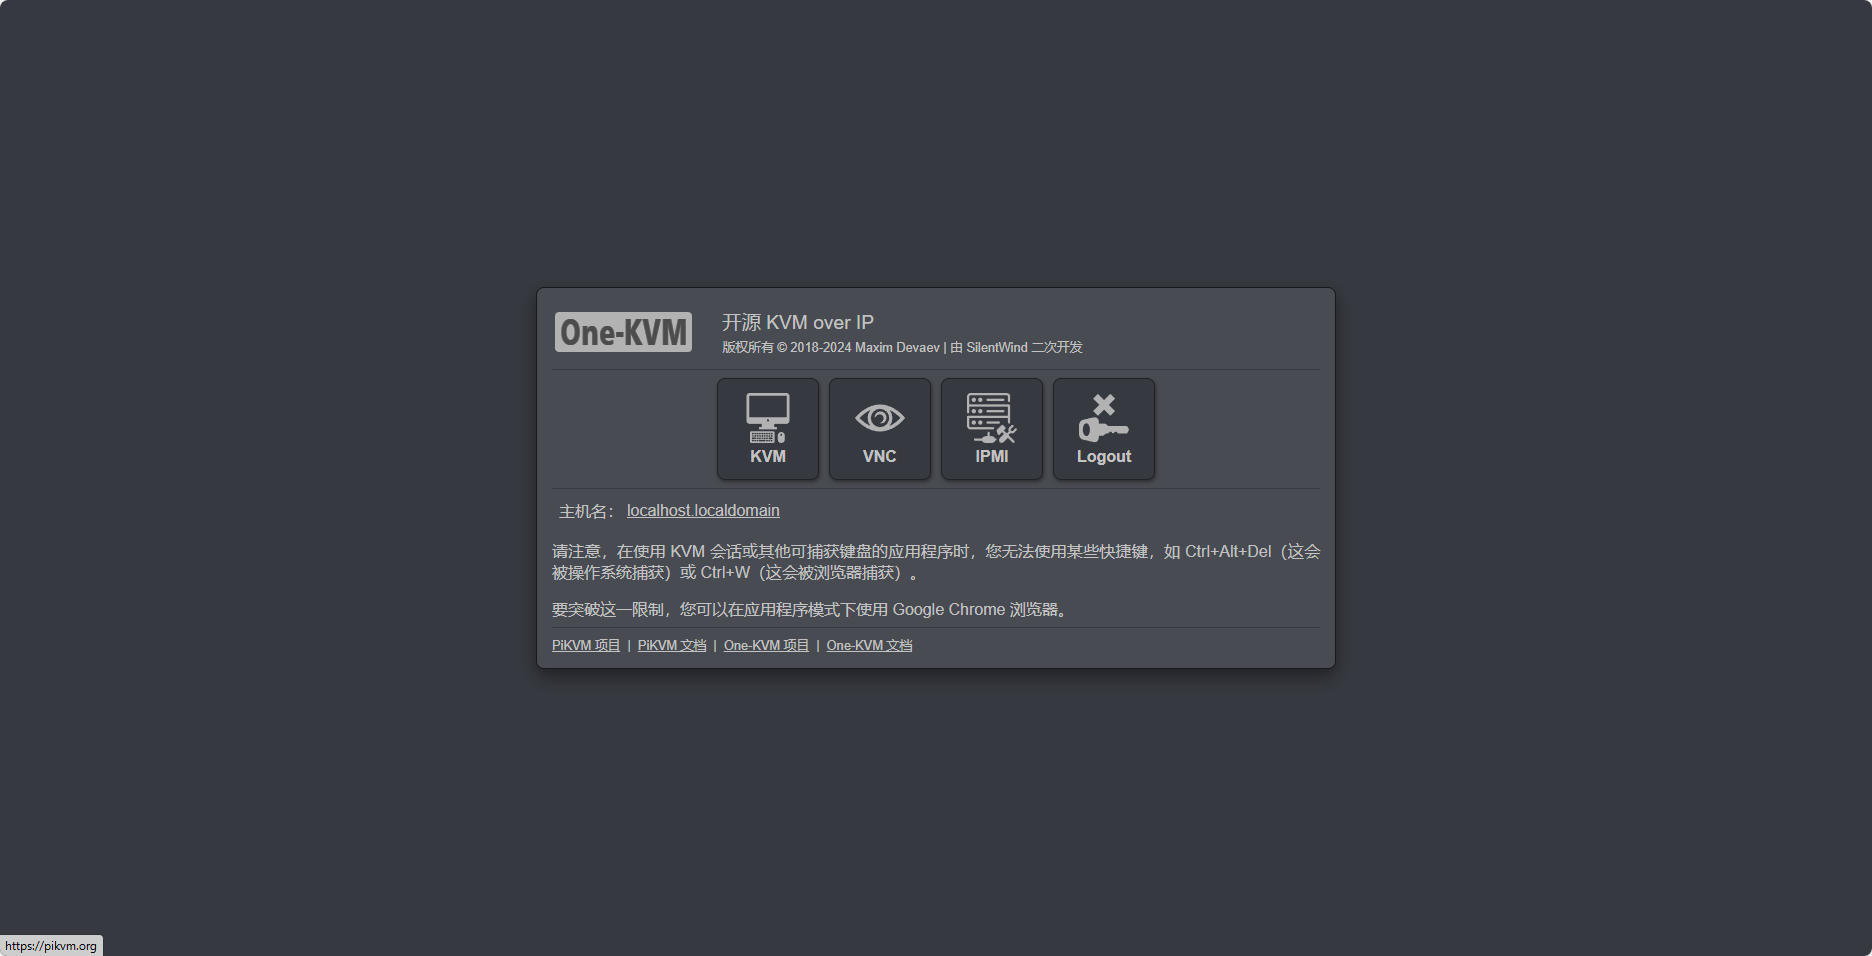 One-KVM
开源 KVM over IP
版权所有 © 2018-2024 Maxim Devaev | 由 SilentWind 二次开发
KVM
VNC
IPMI
Logout
主机名： localhost.localdomain
请注意，在使用 KVM 会话或其他可捕获键盘的应用程序时，您无法使用某些快捷键，如 Ctrl+Alt+Del（这会
被操作系统捕获）或 Ctrl+W（这会被浏览器捕获）。
要突破这一限制，您可以在应用程序模式下使用 Google Chrome 浏览器。
PiKVM 项目 | PiKVM 文档 | One-KVM 项目 | One-KVM 文档
https://pikvm.org